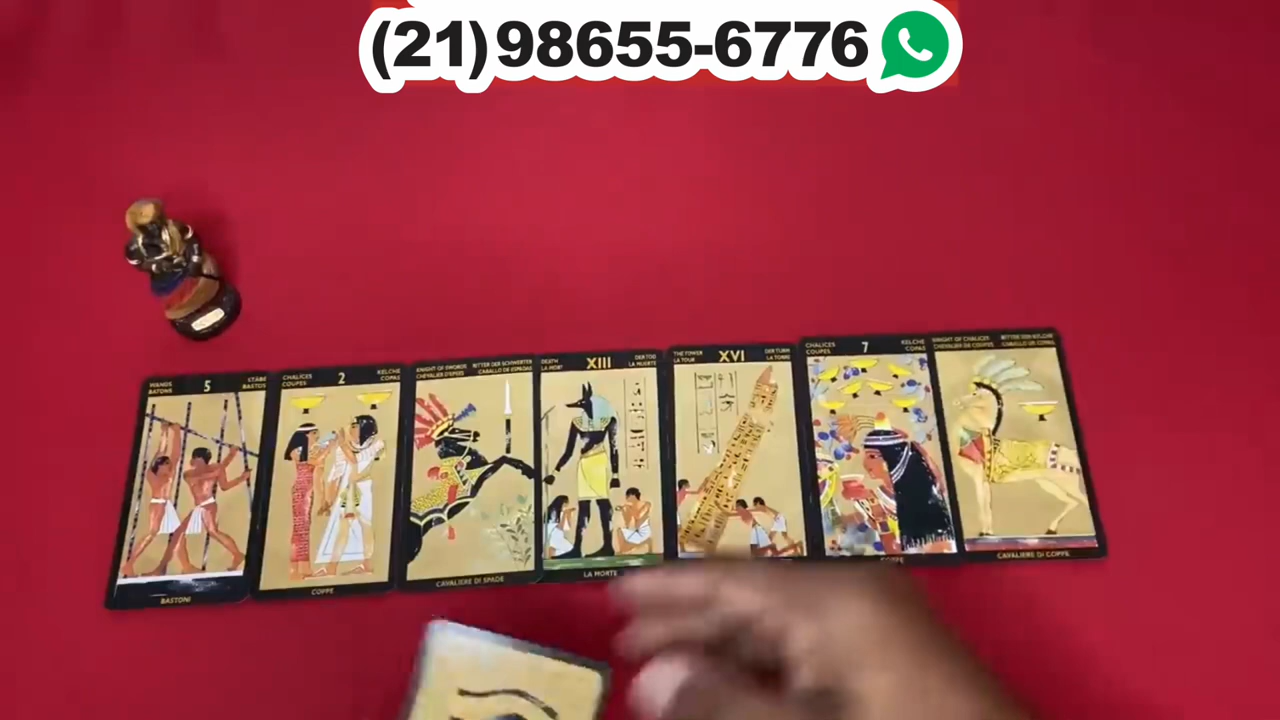 (21) 98655-6776
WANDS
BATONS
5
STÄBE
BASTOS
BASTONI
CHALICES
COUPES
2
KELCHE
COPAS
COPPE
KNIGHT OF SWORDS
CHEVALIER D'EPEES
RITTER DER SCHWERTER
CABALLO DE ESPADAS
CAVALIERE DI SPADE
DEATH
LA MORT
XIII
DER TOD
LA MUERTE
LA MORTE
THE TOWER
LA TOUR
XVI
DER TURM
LA TORRE
CHALICES
COUPES
7
KELCHE
COPAS
KNIGHT OF CHALICES
CHEVALIER DE COUPES
RITTER DER KELCHE
CABALLO DE COPAS
CAVALIERE DI COPPE